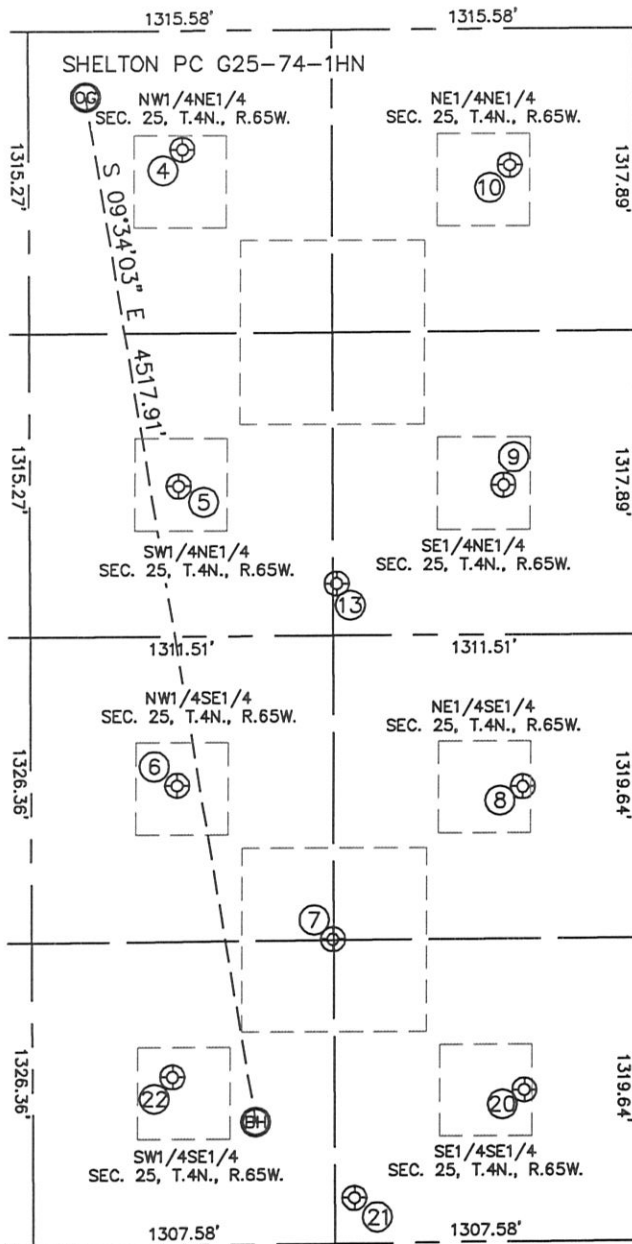 1315.58' 1315.58'
SHELTON PC G25-74-1HN
OG
NW1/4NE1/4
SEC. 25, T.4N., R.65W.
NE1/4NE1/4
SEC. 25, T.4N., R.65W.
1315.27'
4
10
1317.89'
S 09°34'03" E 4517.91'
1315.27'
5
9
1317.89'
SW1/4NE1/4
SEC. 25, T.4N., R.65W.
SE1/4NE1/4
SEC. 25, T.4N., R.65W.
13
1311.51' 1311.51'
NW1/4SE1/4
SEC. 25, T.4N., R.65W.
NE1/4SE1/4
SEC. 25, T.4N., R.65W.
1326.36'
6
8
1319.64'
7
1326.36'
22
BH
20
1319.64'
SW1/4SE1/4
SEC. 25, T.4N., R.65W.
SE1/4SE1/4
SEC. 25, T.4N., R.65W.
21
1307.58' 1307.58'